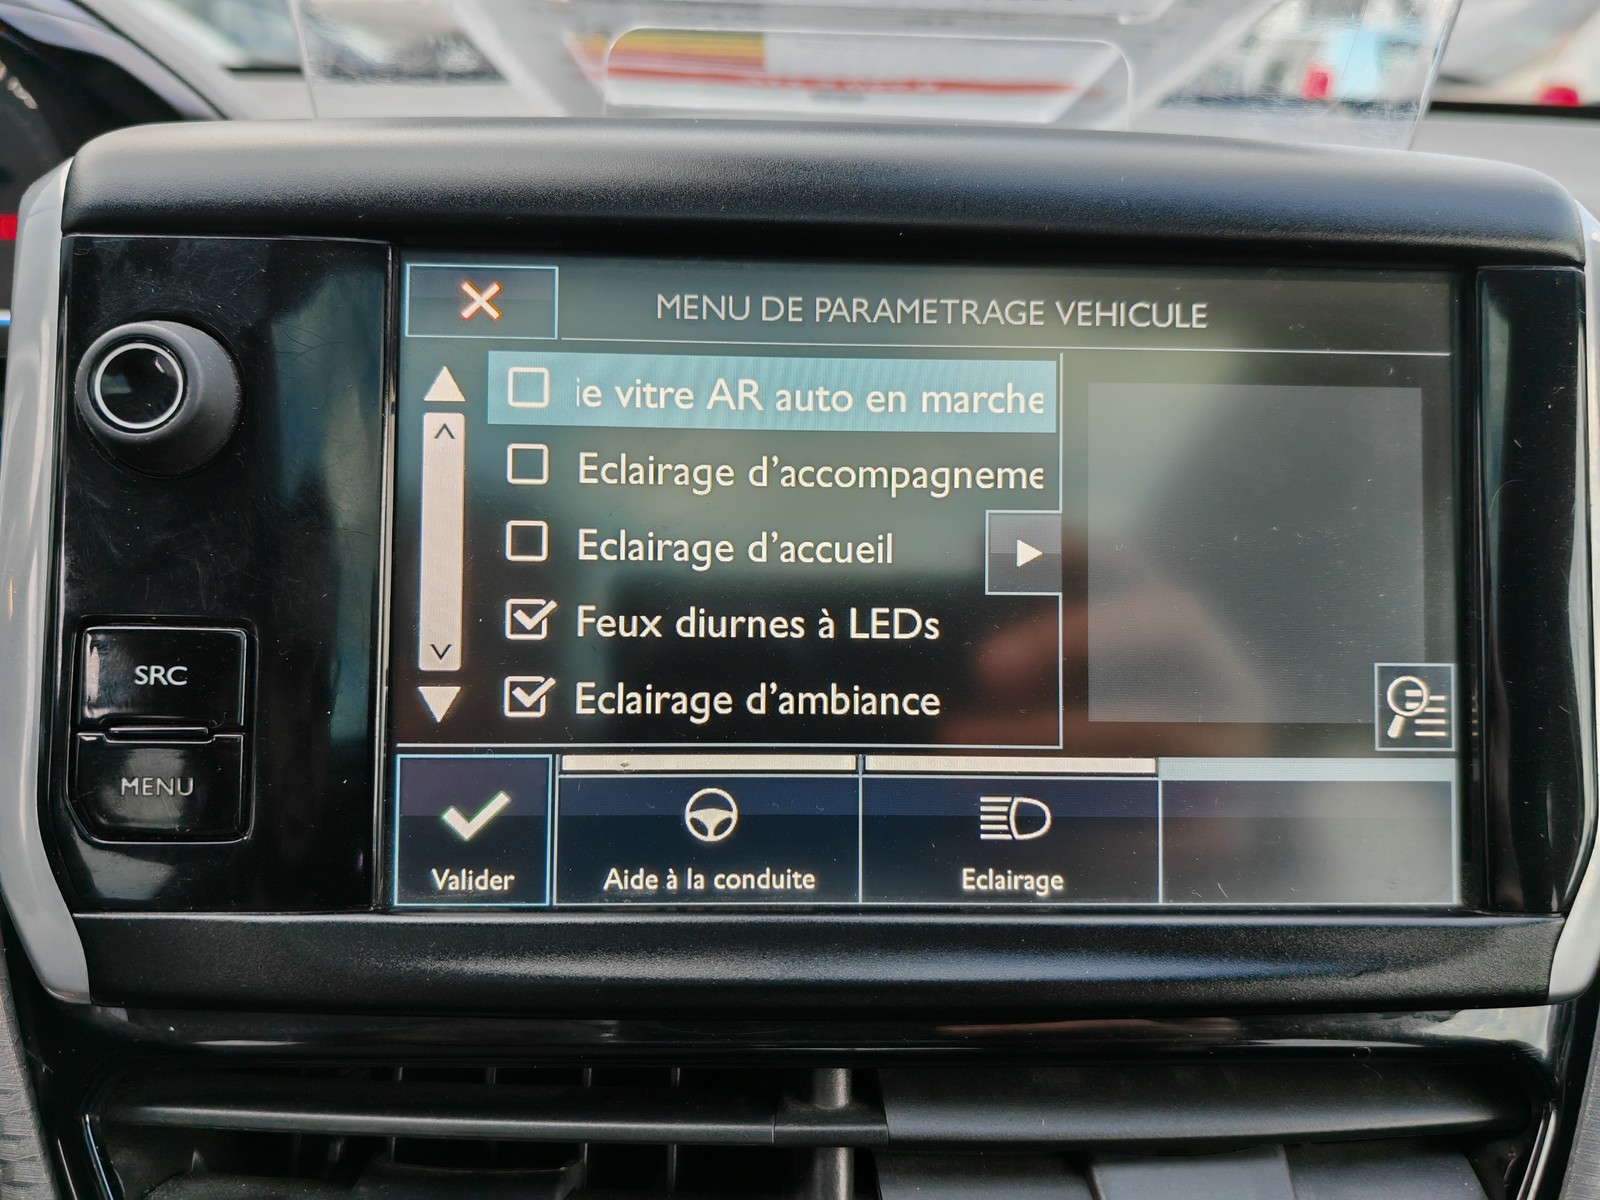 MENU DE PARAMETRAGE VEHICULE
ie vitre AR auto en marche
Eclairage d'accompagneme
Eclairage d'accueil
Feux diurnes à LEDs
Eclairage d'ambiance
SRC
MENU
Valider
Aide à la conduite
Eclairage